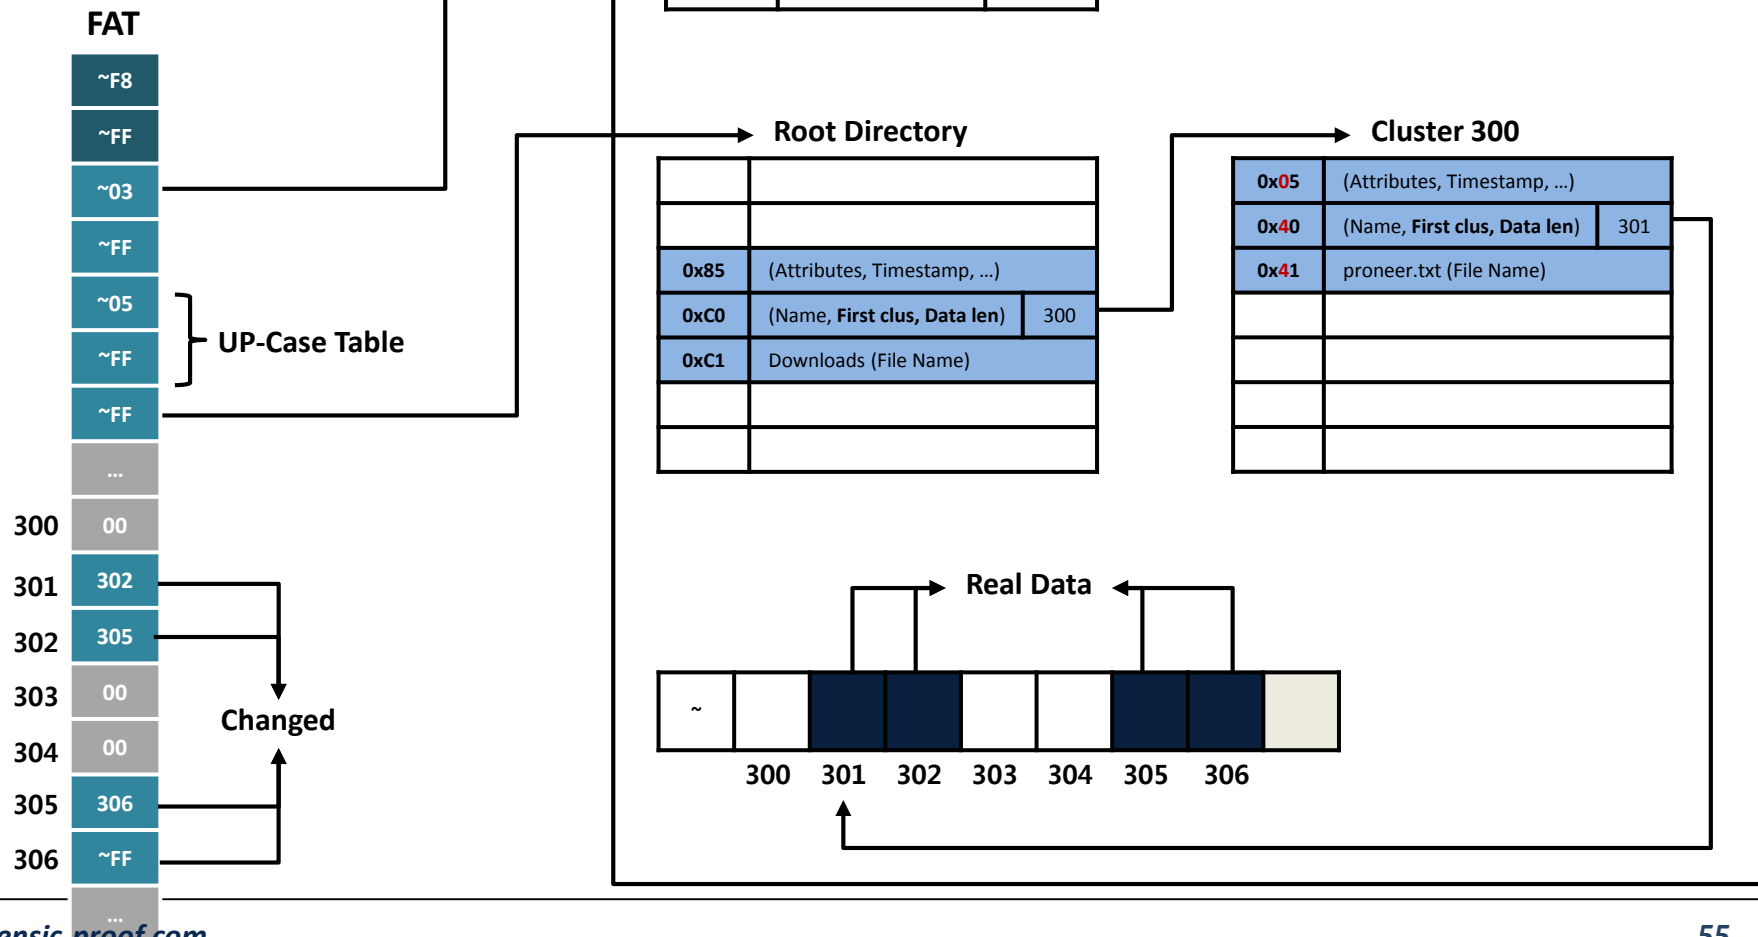 FAT
~F8
~FF
~03
~FF
~05
~FF
~FF
...
00
302
305
00
00
306
~FF
...
300
301
302
303
304
305
306
UP-Case Table
Changed
Root Directory
0x85 (Attributes, Timestamp, ...)
0xC0 (Name, First clus, Data len) 300
0xC1 Downloads (File Name)
Cluster 300
0x05 (Attributes, Timestamp, ...)
0x40 (Name, First clus, Data len) 301
0x41 proneer.txt (File Name)
Real Data
~
300 301 302 303 304 305 306
ensic-proof.com
55